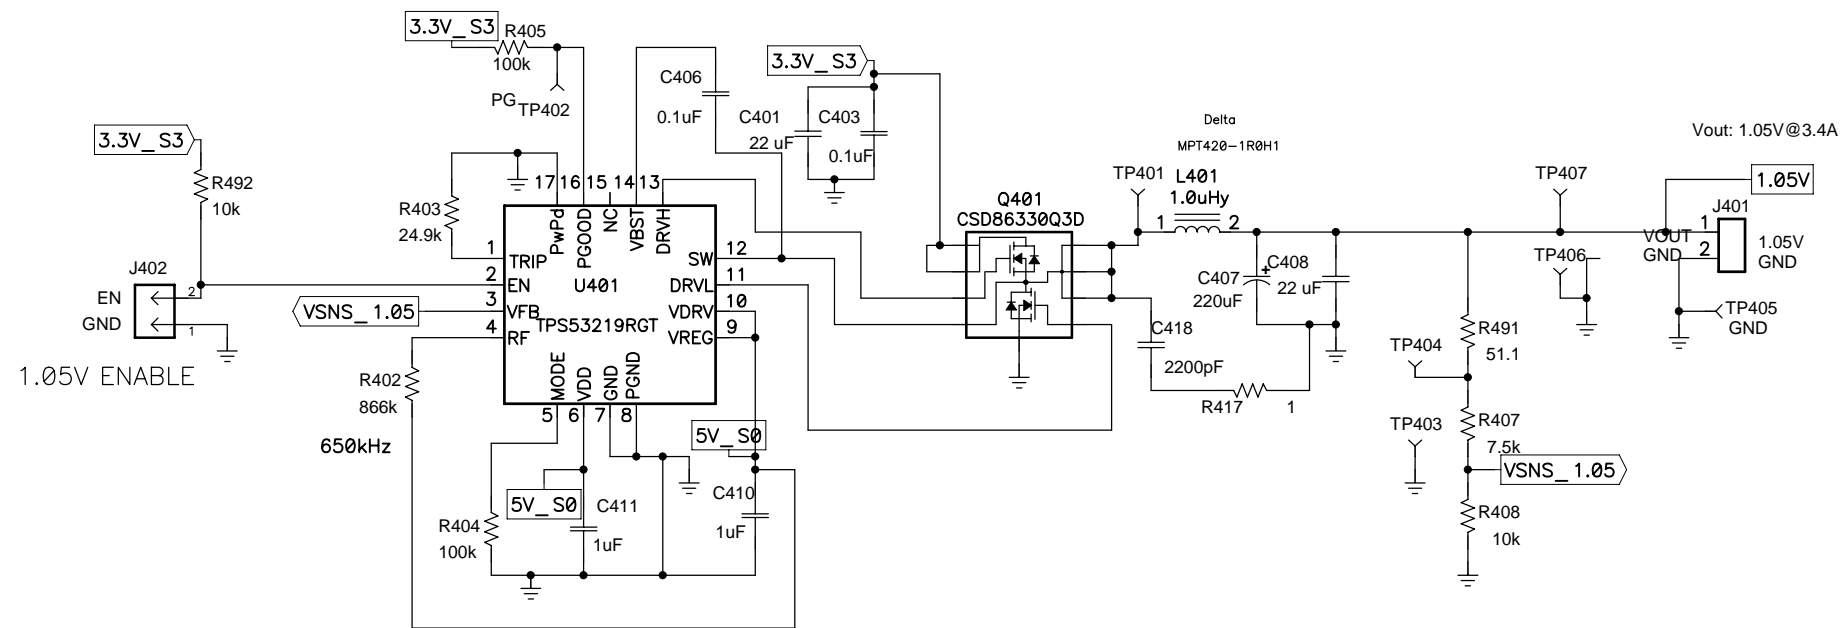 3.3V_S3
R405
100k
PG
TP402
3.3V_S3
R492
10k
C406
0.1uF
3.3V_S3
C401
22 uF
C403
0.1uF
Delta
MPT420-1R0H1
L401
1.0uHy
1
2
TP401
Vout: 1.05V@3.4A
TP407
1.05V
J401
1
2
VOUT
GND
1.05V
GND
TP406
TP405
GND
R403
24.9k
17
16
15
14
13
PwPd
PGOOD
NC
VBST
DRVH
1
TRIP
2
EN
3
VFB
4
RF
U401
TPS53219RGT
SW
12
DRVL
11
VDRV
10
VREG
9
MODE
VDD
GND
PGND
5
6
7
8
Q401
CSD86330Q3D
J402
EN
2
GND
1
1.05V ENABLE
VSNS_1.05
R402
866k
650kHz
5V_S0
R404
100k
C411
1uF
5V_S0
C410
1uF
C407
220uF
+
C408
22 uF
C418
2200pF
R417
1
R491
51.1
TP404
TP403
R407
7.5k
VSNS_1.05
R408
10k